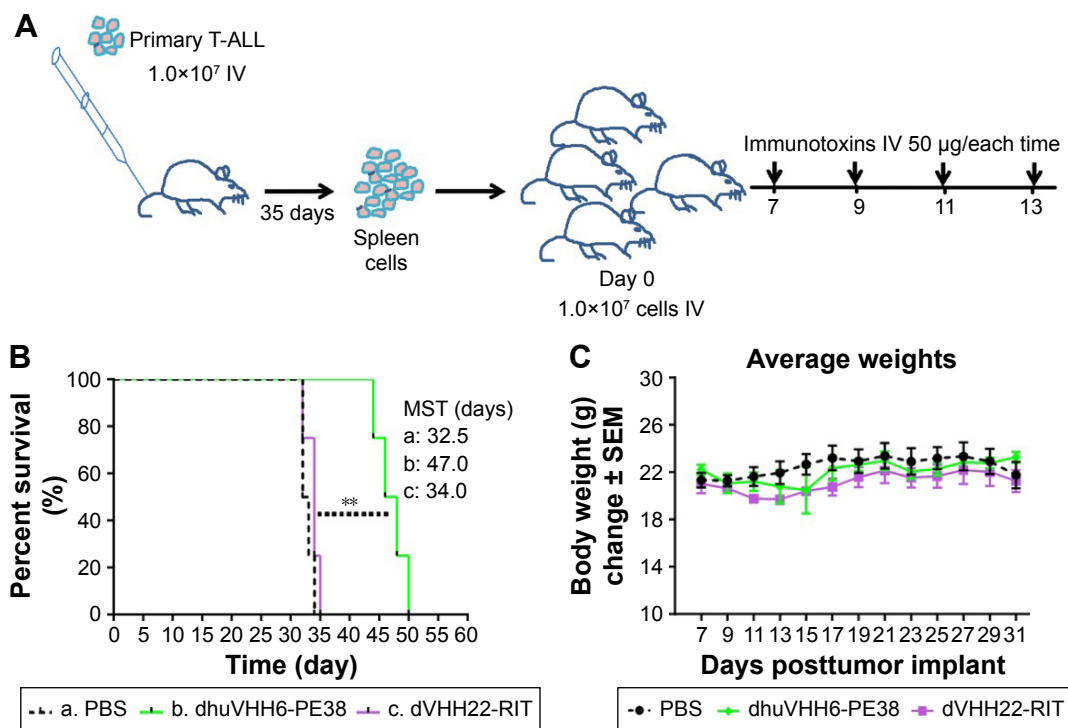 A
Primary T-ALL
1.0×10⁷ IV
35 days
Spleen
cells
Day 0
1.0×10⁷ cells IV
Immunotoxins IV 50 µg/each time
7 9 11 13
B
Percent survival
(%)
100
80
60
40
20
0
MST (days)
a: 32.5
b: 47.0
c: 34.0
**
0 5 10 15 20 25 30 35 40 45 50 55 60
Time (day)
a. PBS b. dhuVHH6-PE38 c. dVHH22-RIT
C
Average weights
Body weight (g)
change ± SEM
30
26
22
18
14
10
7 9 11 13 15 17 19 21 23 25 27 29 31
Days posttumor implant
PBS dhuVHH6-PE38 dVHH22-RIT